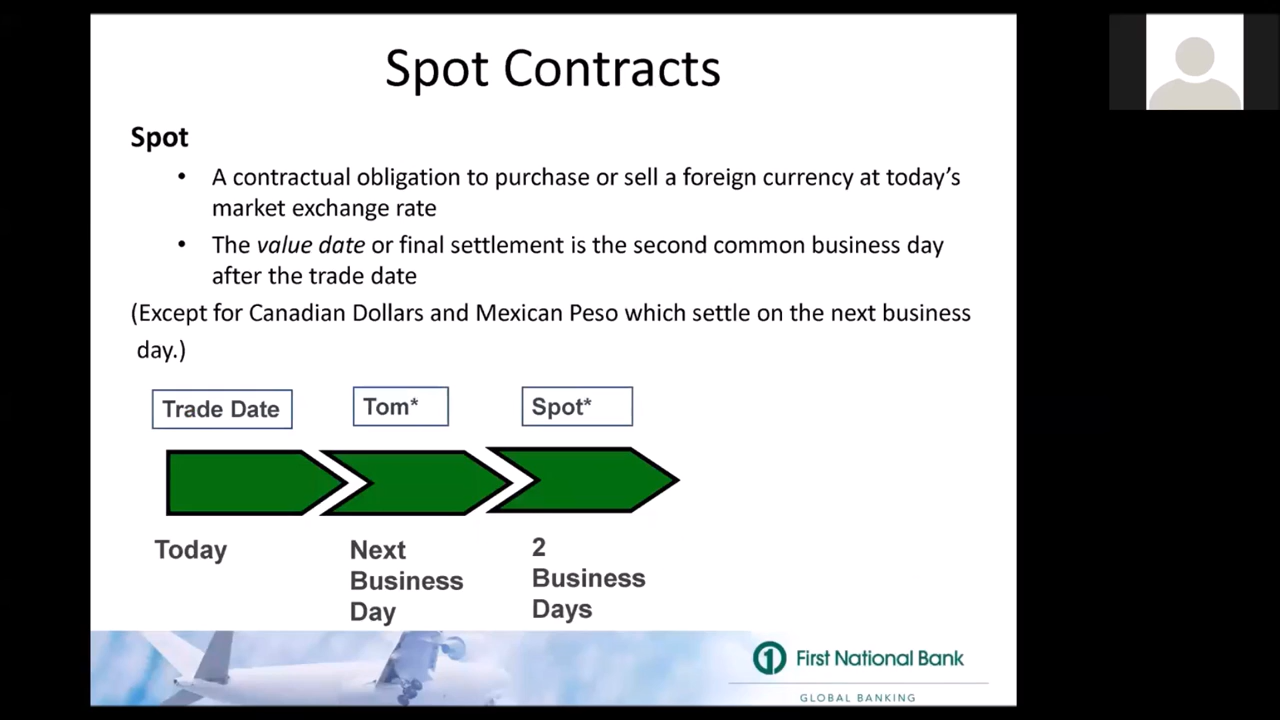 Spot Contracts
Spot
• A contractual obligation to purchase or sell a foreign currency at today’s
market exchange rate
• The value date or final settlement is the second common business day
after the trade date
(Except for Canadian Dollars and Mexican Peso which settle on the next business
day.)
Trade Date
Tom*
Spot*
Today
Next
Business
Day
2
Business
Days
1 First National Bank
GLOBAL BANKING